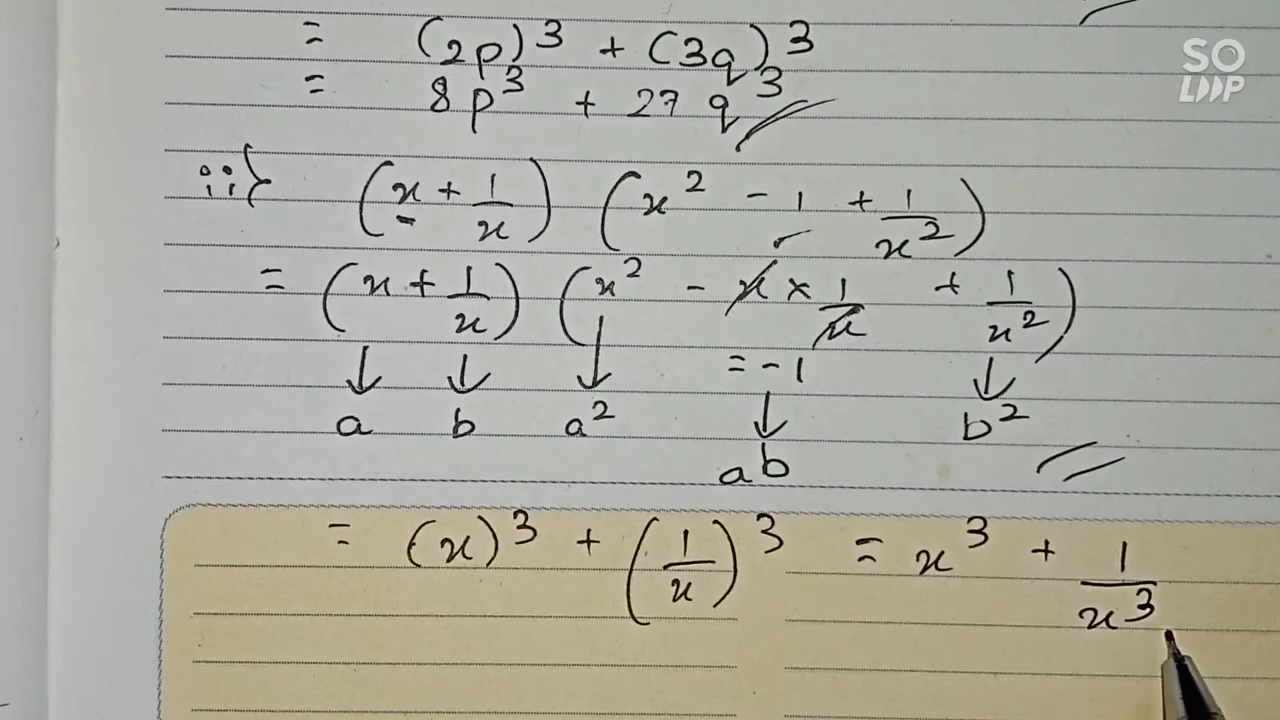 = (2p)³ + (3q)³
= 8p³ + 27q³
ii} (x + 1/x) (x² - 1 + 1/x²)
= (x + 1/x) (x² - x × 1/x + 1/x²)
= -1
↓ ↓ ↓ ↓ ↓
a b a² ab b²
= (x)³ + (1/x)³ = x³ + 1/x³
SO
LOOP